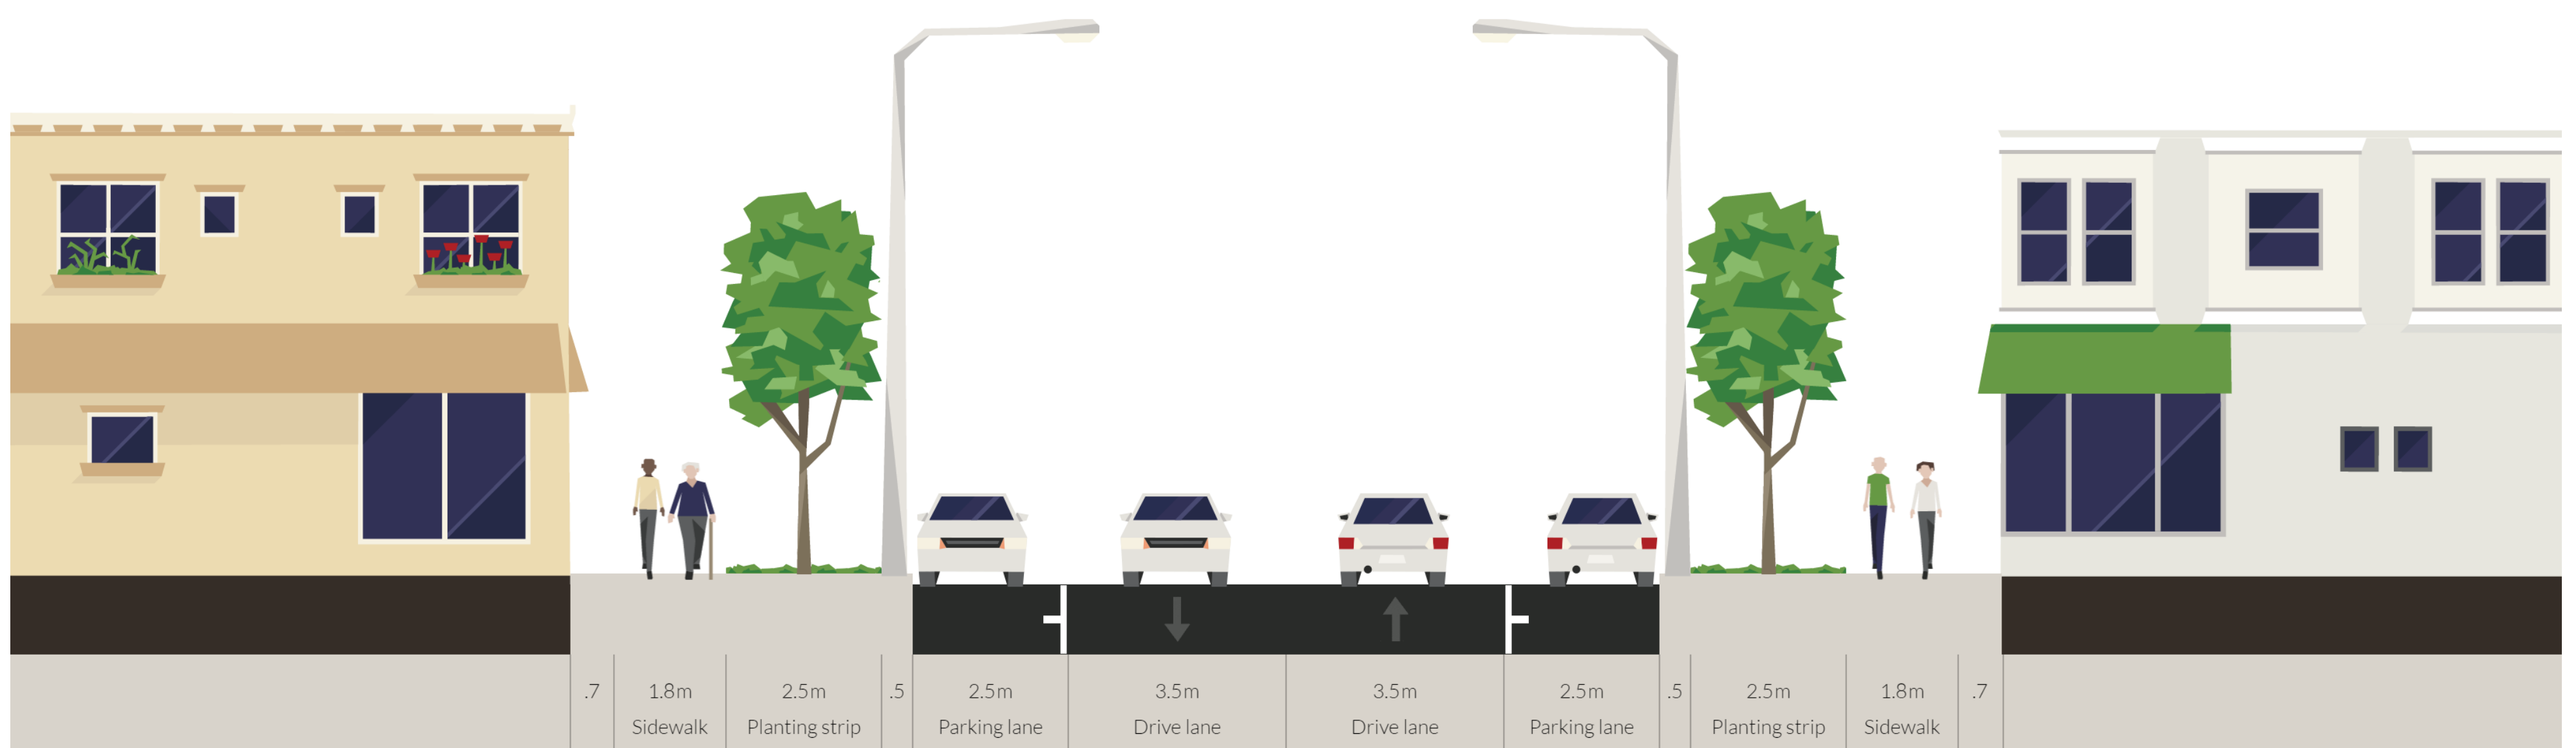 .7 1.8m 2.5m .5 2.5m 3.5m 3.5m 2.5m .5 2.5m 1.8m .7
Sidewalk Planting strip Parking lane Drive lane Drive lane Parking lane Planting strip Sidewalk